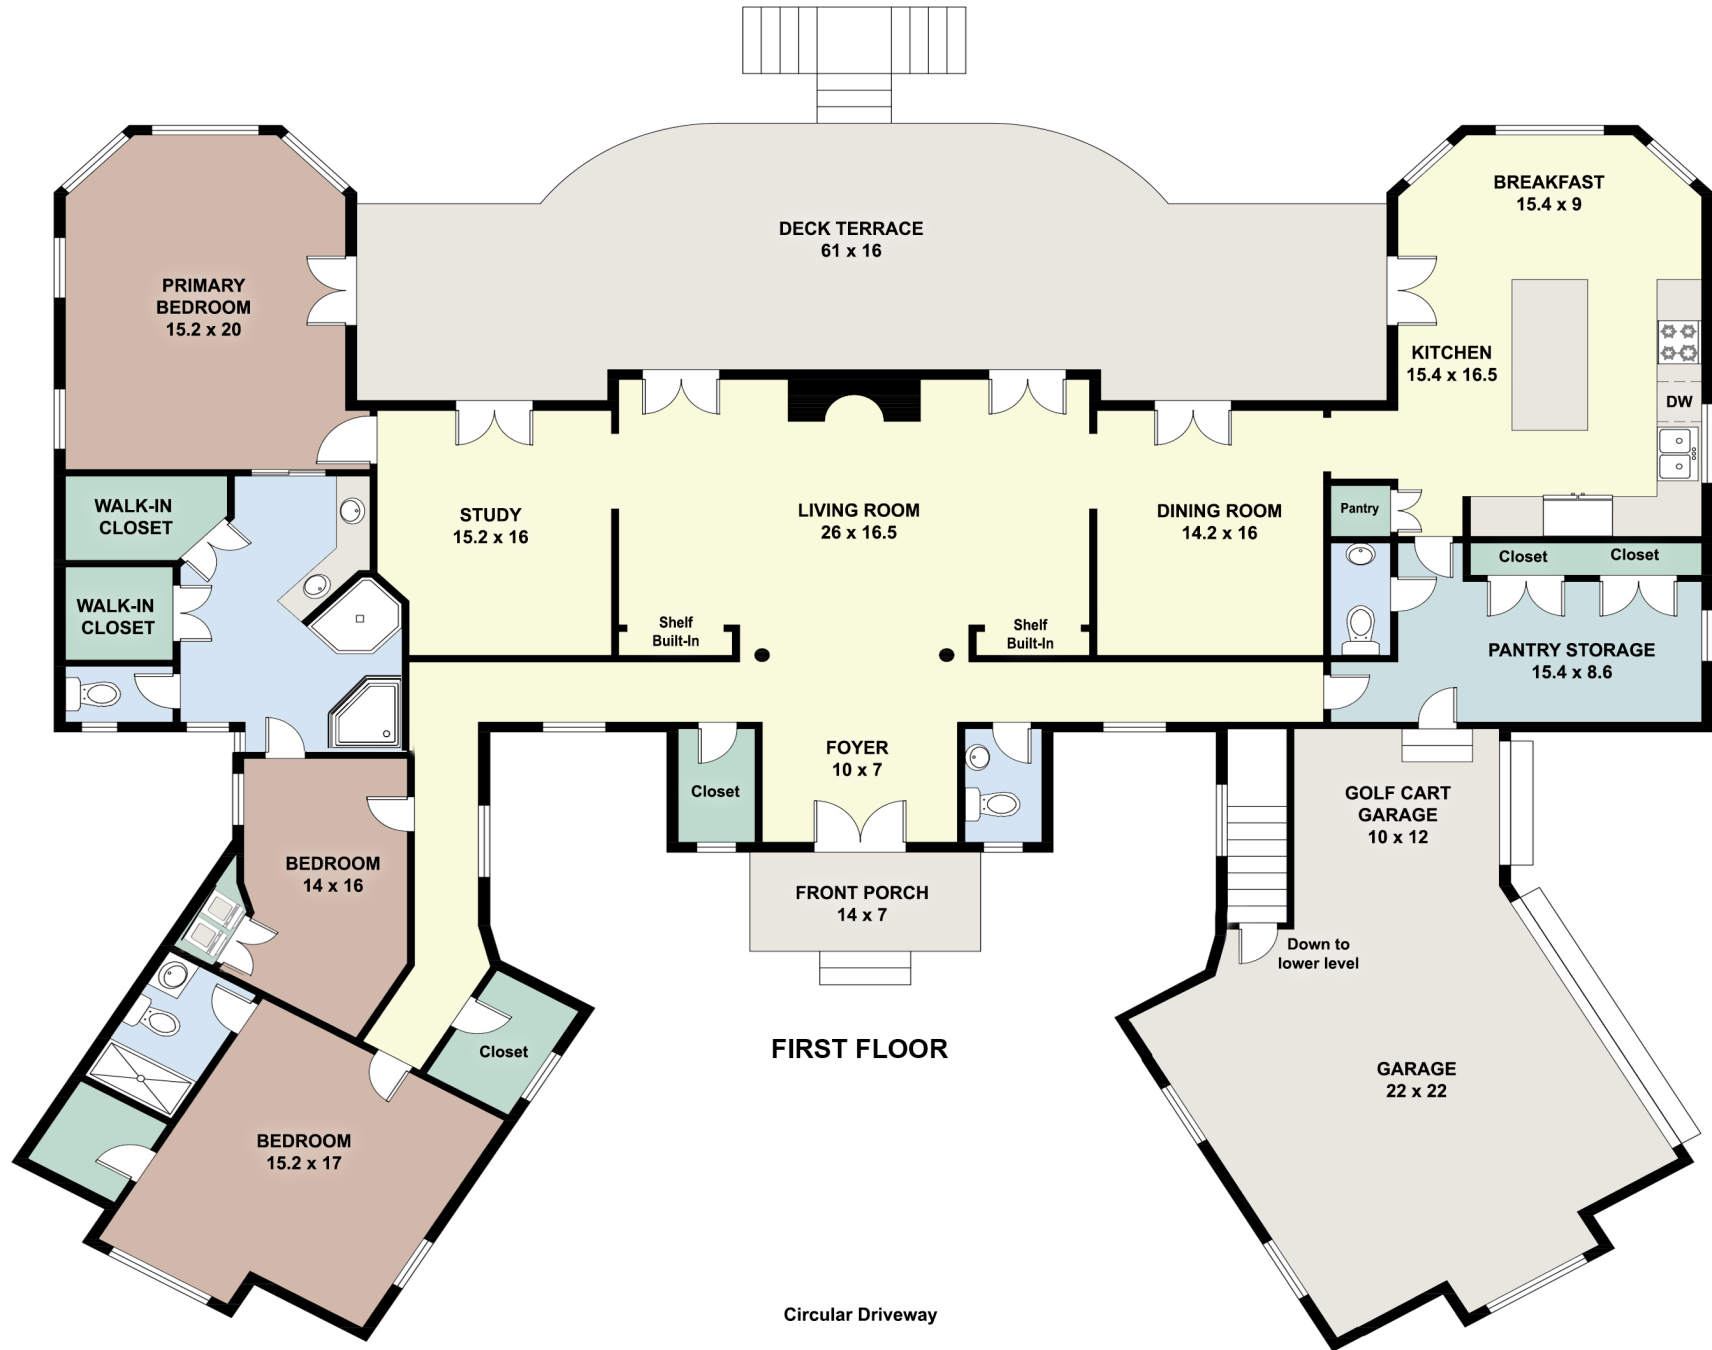 DECK TERRACE
61 x 16
BREAKFAST
15.4 x 9
PRIMARY
BEDROOM
15.2 x 20
KITCHEN
15.4 x 16.5
DW
WALK-IN
CLOSET
STUDY
15.2 x 16
LIVING ROOM
26 x 16.5
DINING ROOM
14.2 x 16
Pantry
Closet
Closet
WALK-IN
CLOSET
Shelf
Built-In
Shelf
Built-In
PANTRY STORAGE
15.4 x 8.6
FOYER
10 x 7
Closet
GOLF CART
GARAGE
10 x 12
BEDROOM
14 x 16
FRONT PORCH
14 x 7
Down to
lower level
Closet
FIRST FLOOR
GARAGE
22 x 22
BEDROOM
15.2 x 17
Circular Driveway